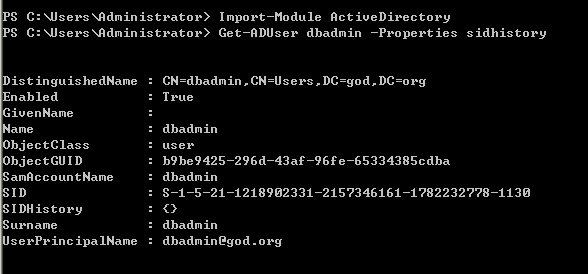 PS C:\Users\Administrator> Import-Module ActiveDirectory
PS C:\Users\Administrator> Get-ADUser dbadmin -Properties sidhistory
DistinguishedName : CN=dbadmin,CN=Users,DC=god,DC=org
Enabled : True
GivenName :
Name : dbadmin
ObjectClass : user
ObjectGUID : b9be9425-296d-43af-96fe-65334385cdba
SamAccountName : dbadmin
SID : S-1-5-21-1218902331-2157346161-1782232778-1130
SIDHistory : {}
Surname : dbadmin
UserPrincipalName : dbadmin@god.org